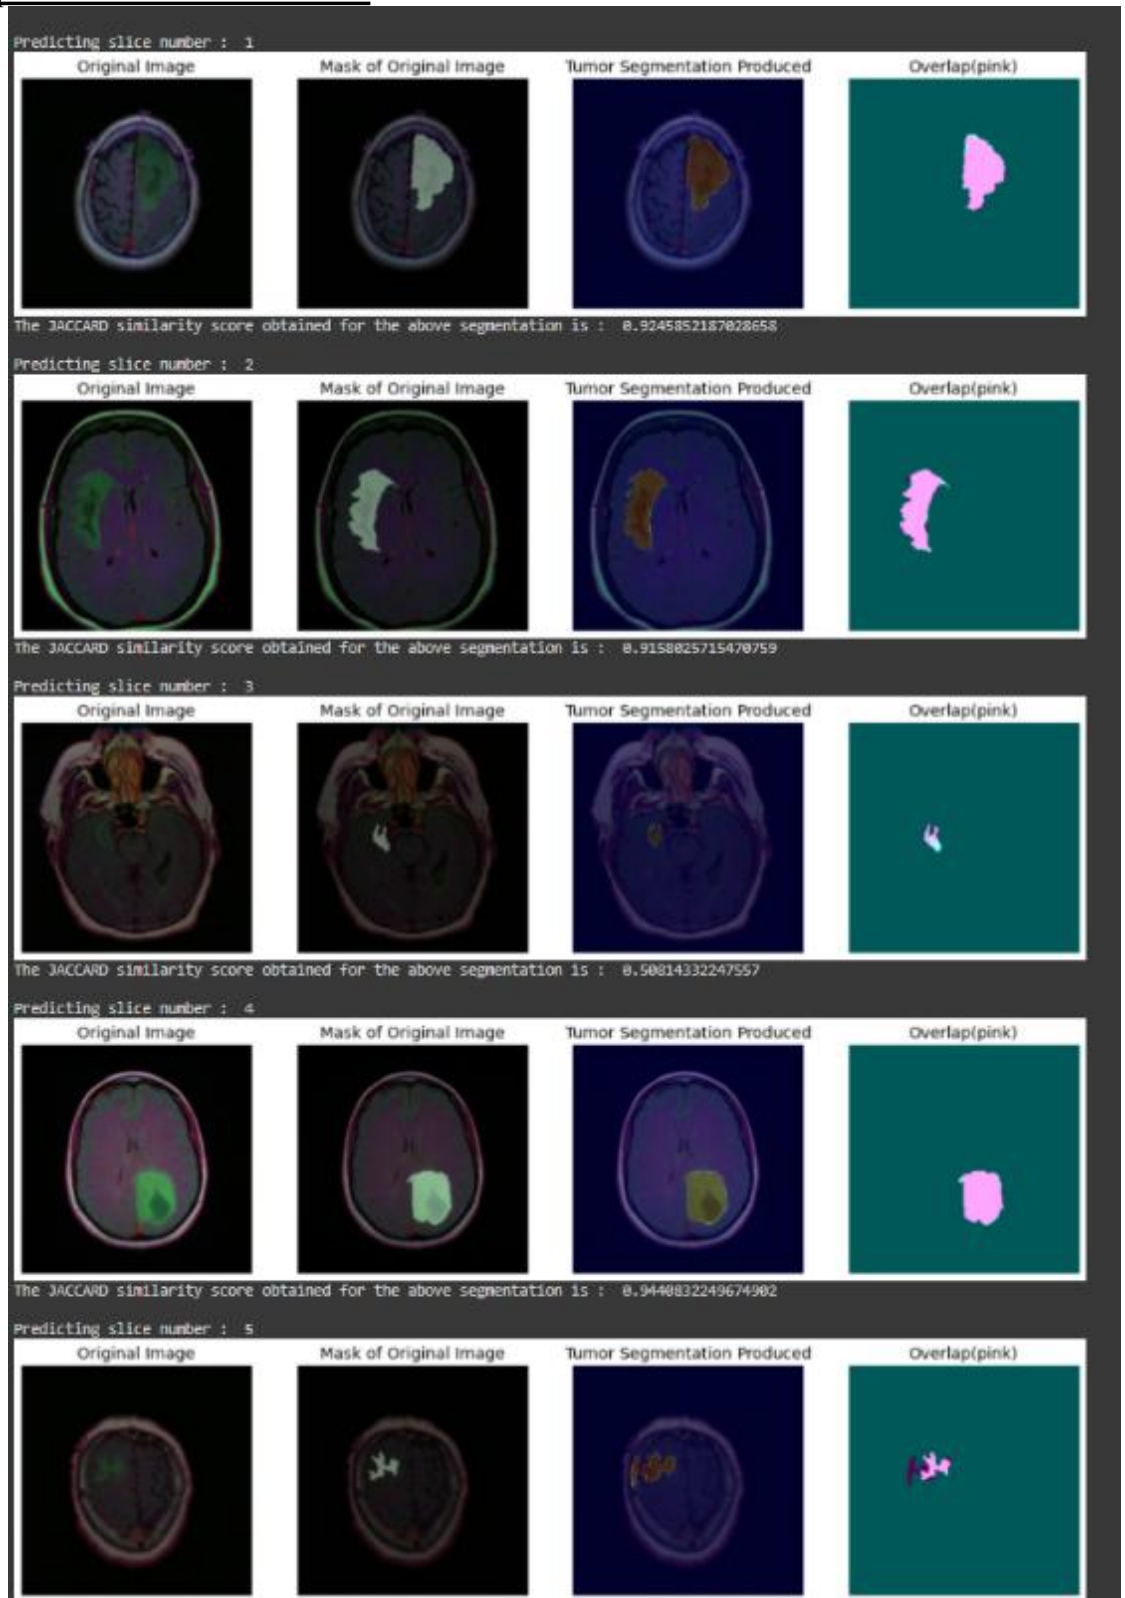 Predicting slice number : 1
Original Image Mask of Original Image Tumor Segmentation Produced Overlap(pink)
The JACCARD similarity score obtained for the above segmentation is : 0.9245852187028658
Predicting slice number : 2
Original Image Mask of Original Image Tumor Segmentation Produced Overlap(pink)
The JACCARD similarity score obtained for the above segmentation is : 0.9158025715470759
Predicting slice number : 3
Original Image Mask of Original Image Tumor Segmentation Produced Overlap(pink)
The JACCARD similarity score obtained for the above segmentation is : 0.50814332247557
Predicting slice number : 4
Original Image Mask of Original Image Tumor Segmentation Produced Overlap(pink)
The JACCARD similarity score obtained for the above segmentation is : 0.9440832249674902
Predicting slice number : 5
Original Image Mask of Original Image Tumor Segmentation Produced Overlap(pink)